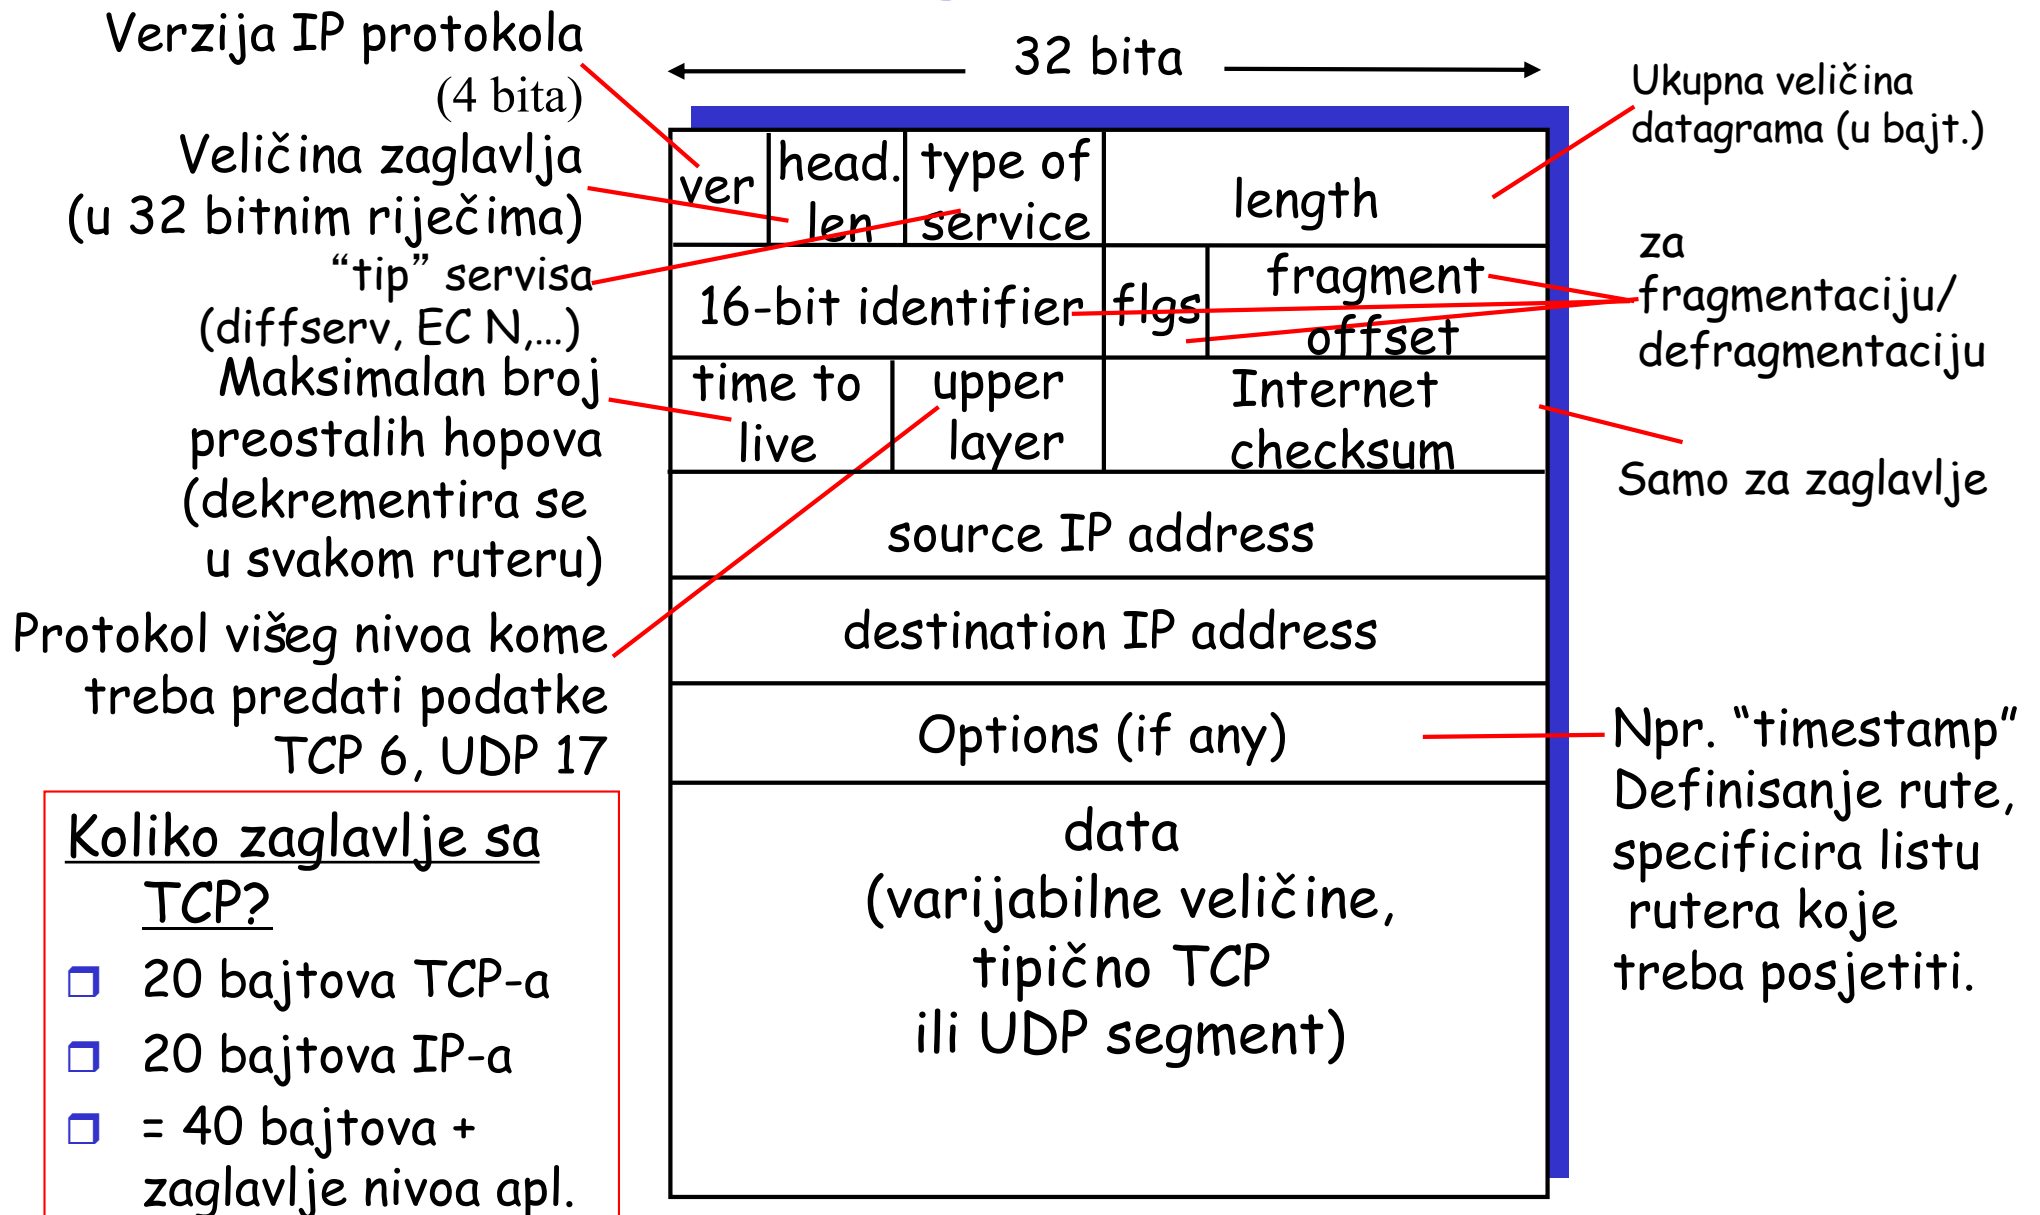 Verzija IP protokola
(4 bita)
Veličina zaglavlja
(u 32 bitnim riječima)
“tip” servisa
(diffserv, EC N,…)
Maksimalan broj
preostalih hopova
(dekrementira se
u svakom ruteru)
Protokol višeg nivoa kome
treba predati podatke
TCP 6, UDP 17
Koliko zaglavlje sa
TCP?
20 bajtova TCP-a
20 bajtova IP-a
= 40 bajtova +
zaglavlje nivoa apl.
32 bita
ver
head.
len
type of
service
length
16-bit identifier
flgs
fragment
offset
time to
live
upper
layer
Internet
checksum
source IP address
destination IP address
Options (if any)
data
(varijabilne veličine,
tipično TCP
ili UDP segment)
Ukupna veličina
datagrama (u bajt.)
za
fragmentaciju/
defragmentaciju
Samo za zaglavlje
Npr. “timestamp”
Definisanje rute,
specificira listu
rutera koje
treba posjetiti.